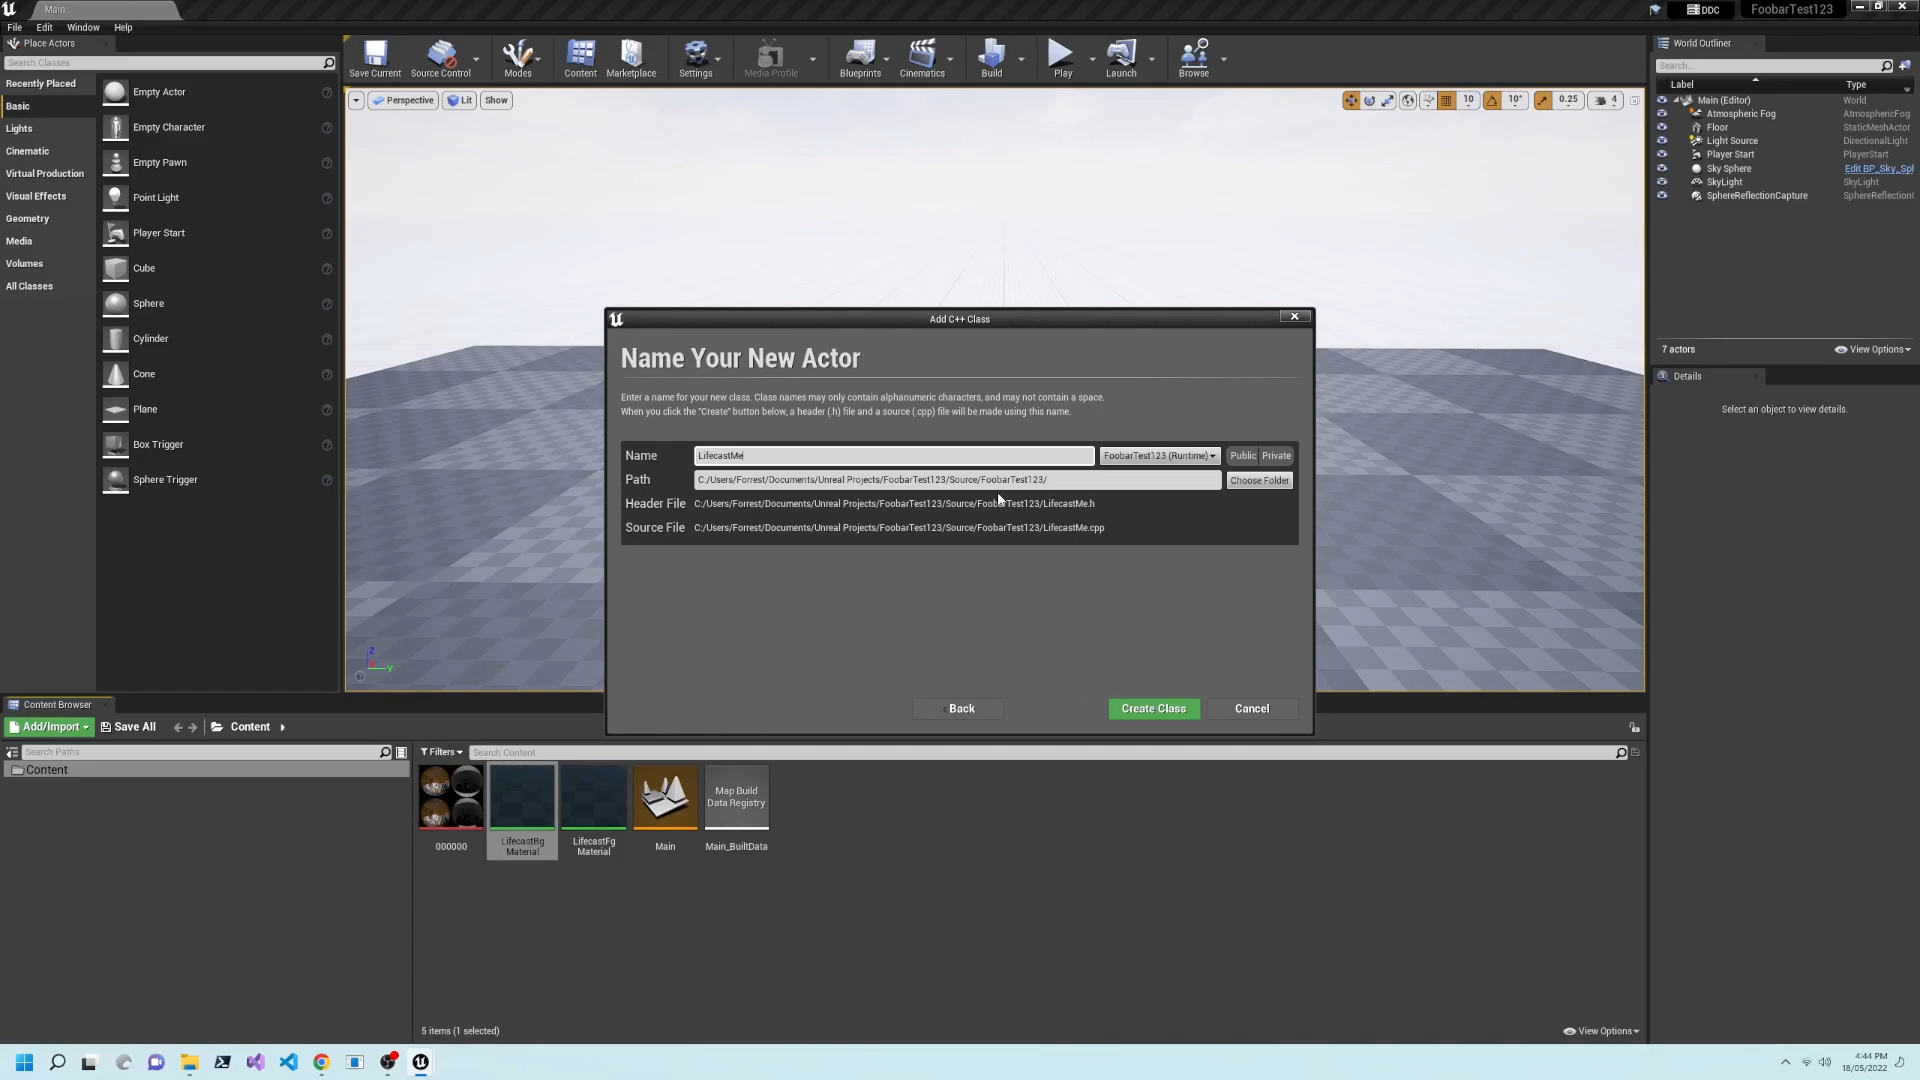 Main
DDC
FoobarTest123
File Edit Window Help
Place Actors
Search Classes
Recently Placed
Basic
Lights
Cinematic
Virtual Production
Visual Effects
Geometry
Media
Volumes
All Classes
Empty Actor
Empty Character
Empty Pawn
Point Light
Player Start
Cube
Sphere
Cylinder
Cone
Plane
Box Trigger
Sphere Trigger
Save Current
Source Control
Modes
Content
Marketplace
Settings
Media Profile
Blueprints
Cinematics
Build
Play
Launch
Browse
Perspective
Lit
Show
10
10°
0.25
4
Z
Y
World Outliner
Search...
Label Type
Main (Editor) World
Atmospheric Fog AtmosphericFog
Floor StaticMeshActor
Light Source DirectionalLight
Player Start PlayerStart
Sky Sphere Edit BP_Sky_Spl
SkyLight SkyLight
SphereReflectionCapture SphereReflection
7 actors
View Options
Details
Select an object to view details.
Add C++ Class
Name Your New Actor
Enter a name for your new class. Class names may only contain alphanumeric characters, and may not contain a space.
When you click the "Create" button below, a header (.h) file and a source (.cpp) file will be made using this name.
Name LifecastMe FoobarTest123 (Runtime) Public Private
Path C:/Users/Forrest/Documents/Unreal Projects/FoobarTest123/Source/FoobarTest123/ Choose Folder
Header File C:/Users/Forrest/Documents/Unreal Projects/FoobarTest123/Source/FoobarTest123/LifecastMe.h
Source File C:/Users/Forrest/Documents/Unreal Projects/FoobarTest123/Source/FoobarTest123/LifecastMe.cpp
Back
Create Class
Cancel
Content Browser
Add/Import
Save All
Content
Search Paths
Content
Filters
Search Content
000000
LifecastBg
Material
LifecastFg
Material
Main
Map Build
Data Registry
Main_BuiltData
5 items (1 selected)
View Options
4:44 PM
18/05/2022